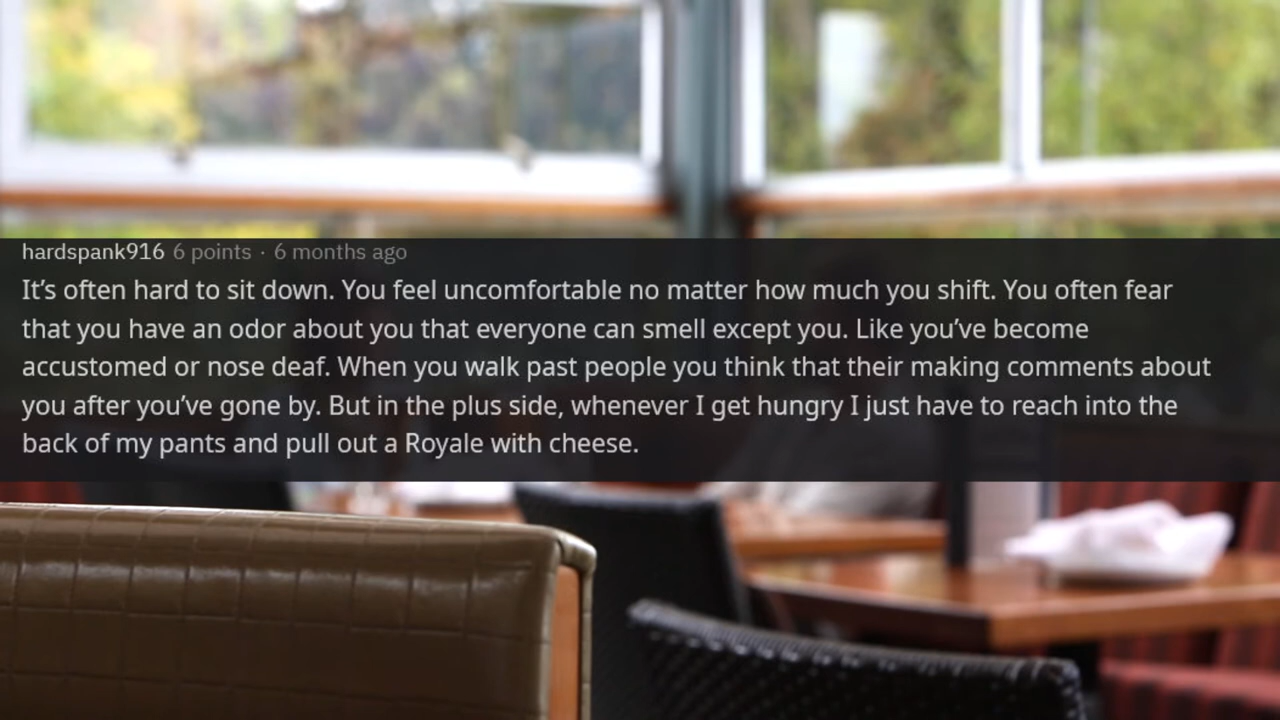 hardspank916 6 points · 6 months ago
It’s often hard to sit down. You feel uncomfortable no matter how much you shift. You often fear
that you have an odor about you that everyone can smell except you. Like you’ve become
accustomed or nose deaf. When you walk past people you think that their making comments about
you after you’ve gone by. But in the plus side, whenever I get hungry I just have to reach into the
back of my pants and pull out a Royale with cheese.